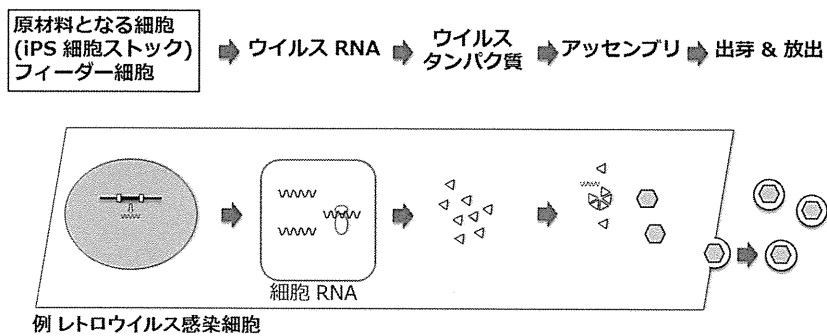 原材料となる細胞
(iPS 細胞ストック)
フィーダー細胞
ウイルス RNA
ウイルス
タンパク質
アッセンブリ
出芽 & 放出
細胞 RNA
例 レトロウイルス感染細胞